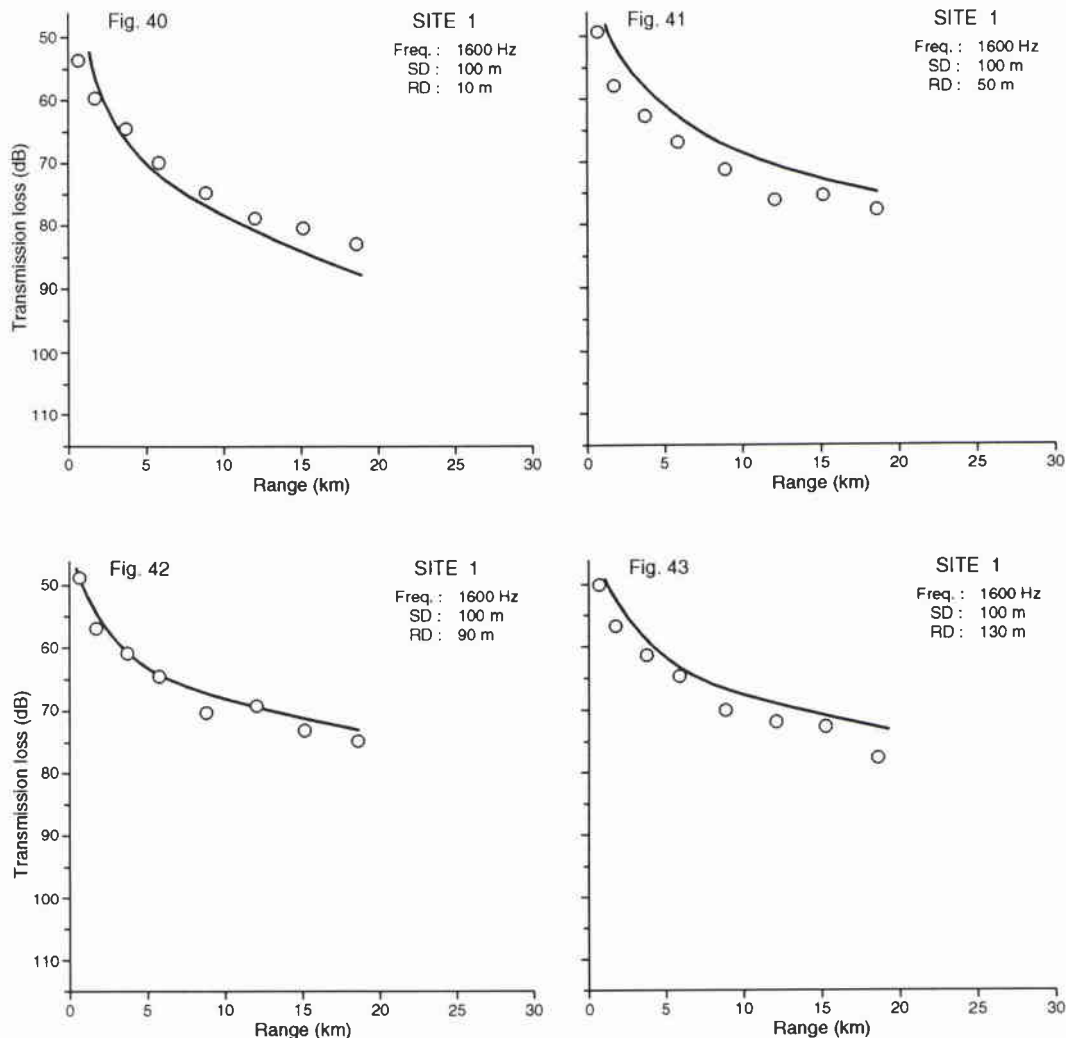 Fig. 40
SITE 1
Freq. : 1600 Hz
SD : 100 m
RD : 10 m
Transmission loss (dB)
50
60
70
80
90
100
110
0 5 10 15 20 25 30
Range (km)
Fig. 41
SITE 1
Freq. : 1600 Hz
SD : 100 m
RD : 50 m
0 5 10 15 20 25 30
Range (km)
Fig. 42
SITE 1
Freq. : 1600 Hz
SD : 100 m
RD : 90 m
Transmission loss (dB)
50
60
70
80
90
100
110
0 5 10 15 20 25 30
Range (km)
Fig. 43
SITE 1
Freq. : 1600 Hz
SD : 100 m
RD : 130 m
0 5 10 15 20 25 30
Range (km)